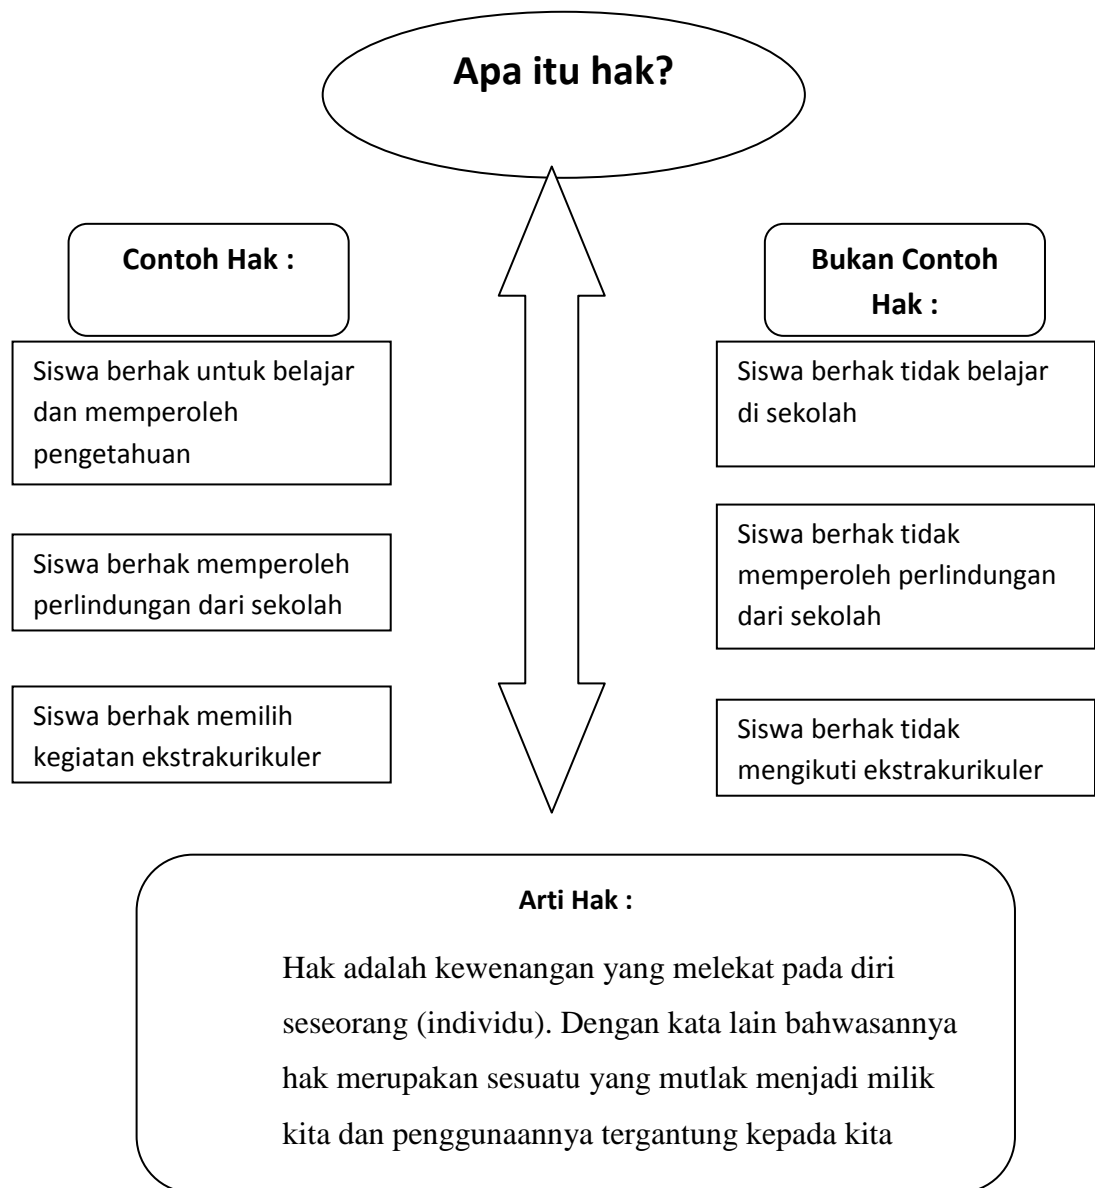 Apa itu hak?
Contoh Hak :
Siswa berhak untuk belajar
dan memperoleh
pengetahuan
Siswa berhak memperoleh
perlindungan dari sekolah
Siswa berhak memilih
kegiatan ekstrakurikuler
Bukan Contoh
Hak :
Siswa berhak tidak belajar
di sekolah
Siswa berhak tidak
memperoleh perlindungan
dari sekolah
Siswa berhak tidak
mengikuti ekstrakurikuler
Arti Hak :
Hak adalah kewenangan yang melekat pada diri
seseorang (individu). Dengan kata lain bahwasannya
hak merupakan sesuatu yang mutlak menjadi milik
kita dan penggunaannya tergantung kepada kita